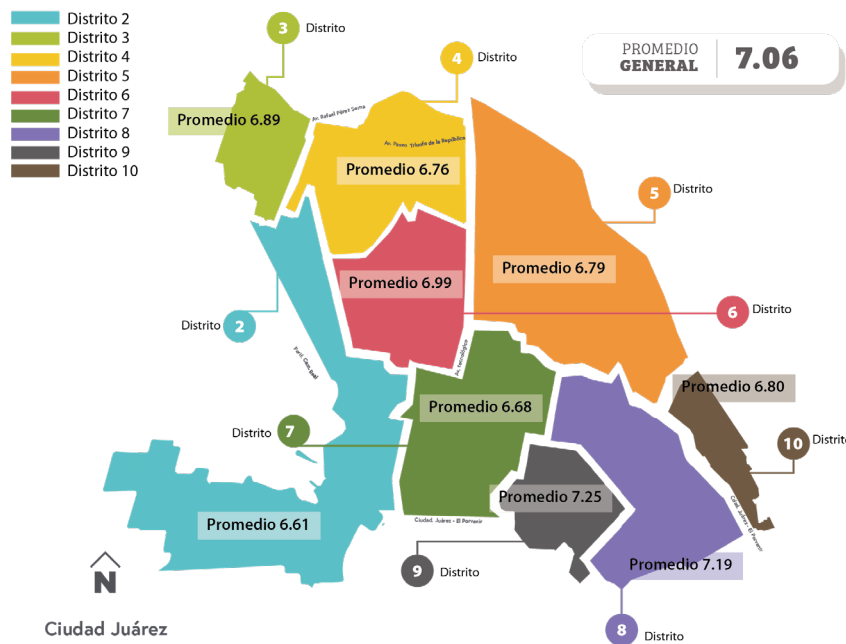 Distrito 2
Distrito 3
Distrito 4
Distrito 5
Distrito 6
Distrito 7
Distrito 8
Distrito 9
Distrito 10
PROMEDIO
GENERAL
7.06
3
Distrito
4
Distrito
Promedio 6.89
Av. Rafael Pérez Serna
Av. Paseo Triunfo de la República
Promedio 6.76
5
Distrito
Promedio 6.79
Promedio 6.99
6
Distrito
Distrito
2
Av. tecnológico
Promedio 6.80
Promedio 6.68
Distrito
7
10
Distrito
Promedio 7.25
Ciudad. Juárez - El Porvenir
Promedio 6.61
Juárez - El Porvenir
Promedio 7.19
9
Distrito
N
Ciudad Juárez
8
Distrito